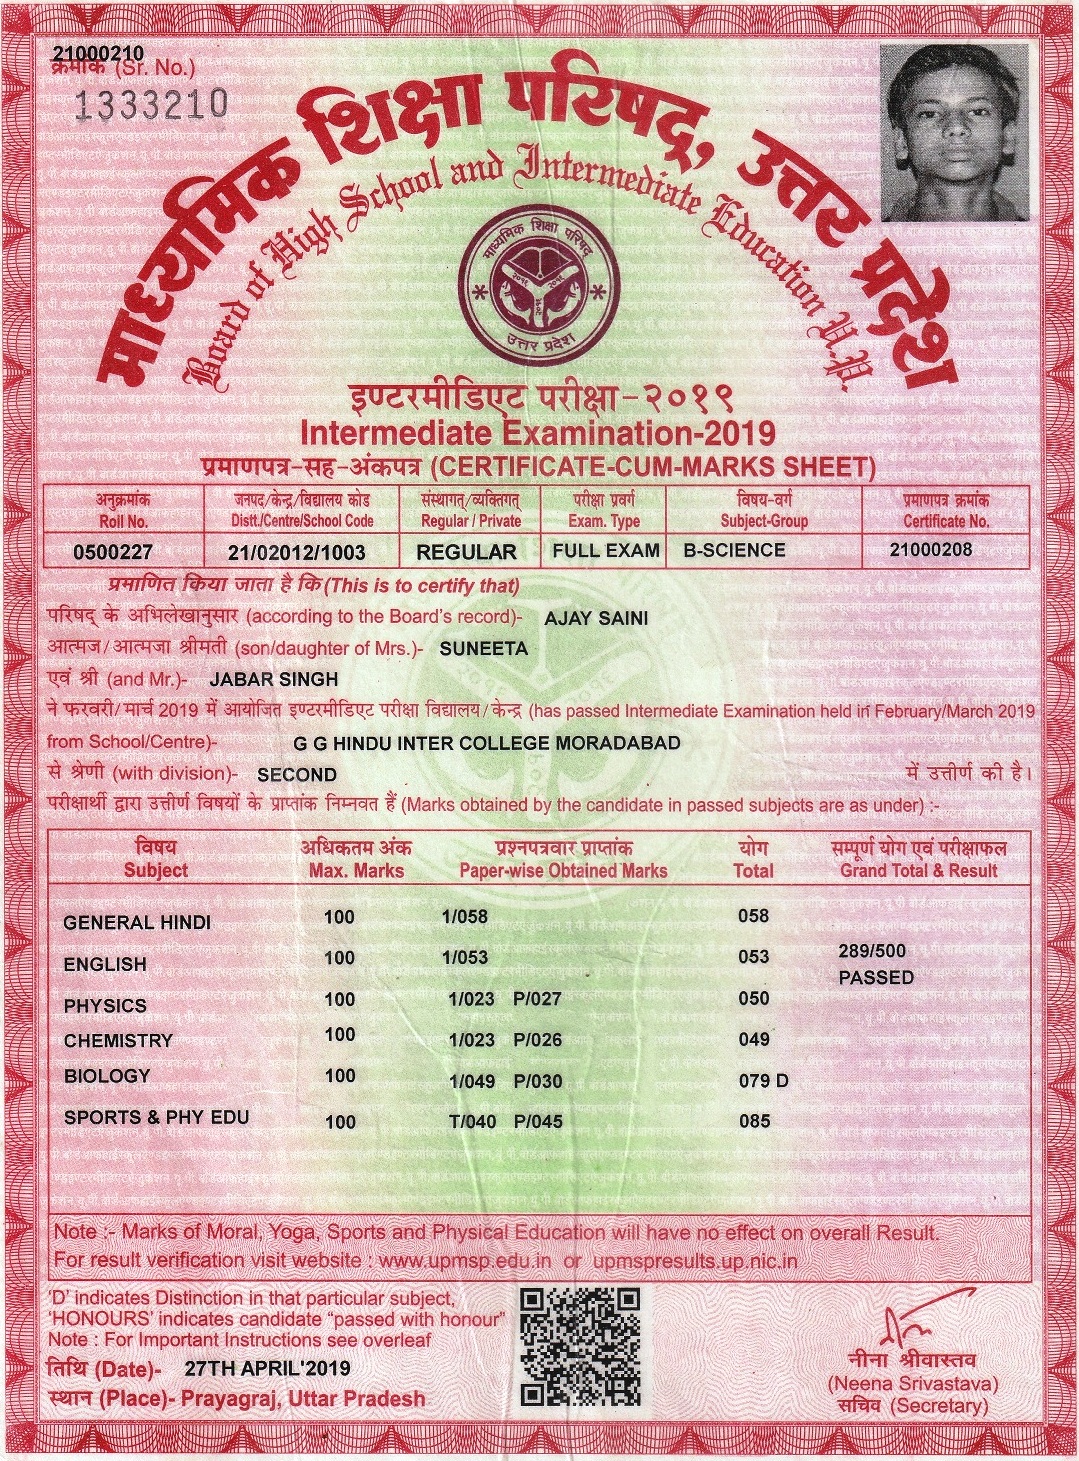 21000210
क्रमांक (Sr. No.)
1333210
माध्यमिक शिक्षा परिषद्, उत्तर प्रदेश
Board of High School and Intermediate Education U.P.
माध्यमिक शिक्षा परिषद्
उत्तर प्रदेश
इण्टरमीडिएट परीक्षा-२०१९
Intermediate Examination-2019
प्रमाणपत्र-सह-अंकपत्र (CERTIFICATE-CUM-MARKS SHEET)
अनुक्रमांक जनपद/केन्द्र/विद्यालय कोड संस्थागत्/व्यक्तिगत् परीक्षा प्रवर्ग विषय-वर्ग प्रमाणपत्र क्रमांक
Roll No. Distt./Centre/School Code Regular / Private Exam. Type Subject-Group Certificate No.
0500227 21/02012/1003 REGULAR FULL EXAM B-SCIENCE 21000208
प्रमाणित किया जाता है कि (This is to certify that)
परिषद् के अभिलेखानुसार (according to the Board's record)- AJAY SAINI
आत्मज/आत्मजा श्रीमती (son/daughter of Mrs.)- SUNEETA
एवं श्री (and Mr.)- JABAR SINGH
ने फरवरी/मार्च 2019 में आयोजित इण्टरमीडिएट परीक्षा विद्यालय/केन्द्र (has passed Intermediate Examination held in February/March 2019
from School/Centre)- G G HINDU INTER COLLEGE MORADABAD
से श्रेणी (with division)- SECOND में उत्तीर्ण की है।
परीक्षार्थी द्वारा उत्तीर्ण विषयों के प्राप्तांक निम्नवत हैं (Marks obtained by the candidate in passed subjects are as under) :-
विषय अधिकतम अंक प्रश्नपत्रवार प्राप्तांक योग सम्पूर्ण योग एवं परीक्षाफल
Subject Max. Marks Paper-wise Obtained Marks Total Grand Total & Result
GENERAL HINDI 100 1/058 058
ENGLISH 100 1/053 053 289/500
PASSED
PHYSICS 100 1/023 P/027 050
CHEMISTRY 100 1/023 P/026 049
BIOLOGY 100 1/049 P/030 079 D
SPORTS & PHY EDU 100 T/040 P/045 085
Note :- Marks of Moral, Yoga, Sports and Physical Education will have no effect on overall Result.
For result verification visit website : www.upmsp.edu.in or upmspresults.up.nic.in
'D' indicates Distinction in that particular subject,
'HONOURS' indicates candidate "passed with honour"
Note : For Important Instructions see overleaf
तिथि (Date)- 27TH APRIL'2019
स्थान (Place)- Prayagraj, Uttar Pradesh
नीना श्रीवास्तव
(Neena Srivastava)
सचिव (Secretary)